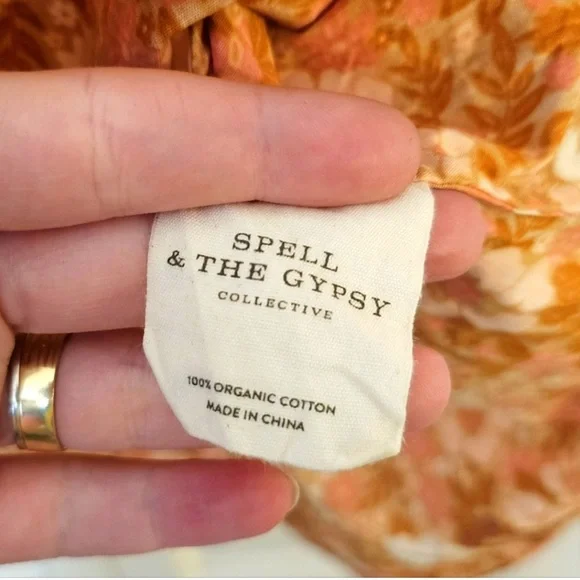 SPELL
& THE GYPSY
COLLECTIVE
100% ORGANIC COTTON
MADE IN CHINA